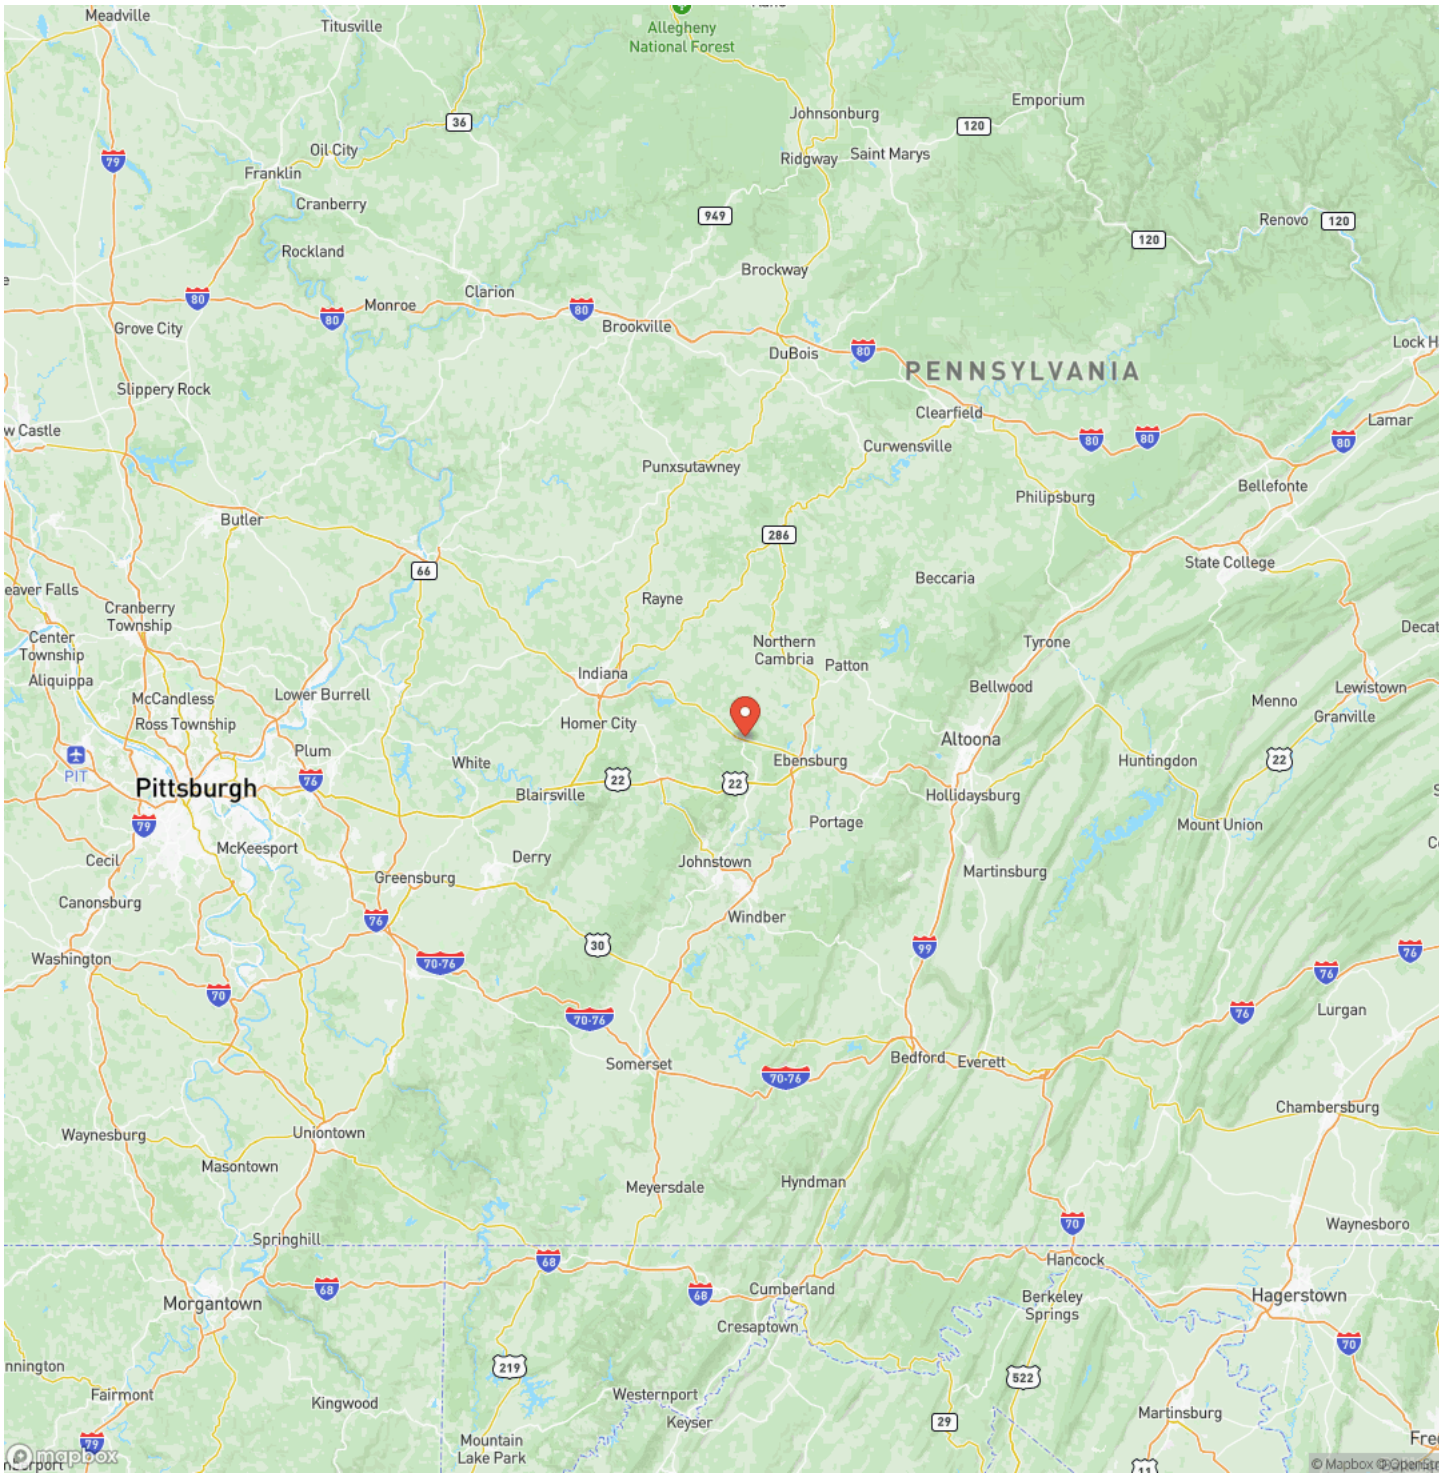 Meadville
Titusville
Allegheny
National Forest
Johnsonburg
Emporium
36
120
79
Oil City
Ridgway
Saint Marys
Franklin
Cranberry
949
Renovo
120
120
Rockland
Brockway
Clarion
80
Monroe
80
80
Grove City
Brookville
DuBois
80
Lock H
PENNSYLVANIA
Slippery Rock
Clearfield
Lamar
w Castle
80
80
80
Curwensville
Punxsutawney
Bellefonte
Philipsburg
Butler
286
State College
66
Beccaria
eaver Falls
Rayne
Cranberry
Township
Center
Township
Northern
Cambria
Tyrone
Decat
Patton
Indiana
Aliquippa
McCandless
Lower Burrell
Bellwood
Lewistown
Menno
Granville
Ross Township
Homer City
Altoona
Plum
PIT
White
Ebensburg
Huntingdon
22
Pittsburgh
76
22
22
Blairsville
Hollidaysburg
79
Portage
Mount Union
McKeesport
Cecil
Derry
Johnstown
Martinsburg
Greensburg
Canonsburg
76
Windber
30
99
76
Washington
70-76
76
70
76
Lurgan
70-76
Somerset
Bedford
Everett
70-76
Chambersburg
Waynesburg
Uniontown
Masontown
Meyersdale
Hyndman
70
Waynesboro
Springhill
68
Hancock
68
68
Cumberland
Morgantown
Berkeley
Springs
Hagerstown
Cresaptown
70
nnington
219
522
Fairmont
Westernport
Kingwood
Keyser
29
Martinsburg
79
Mountain
Lake Park
Fre
mapbox
11
© Mapbox